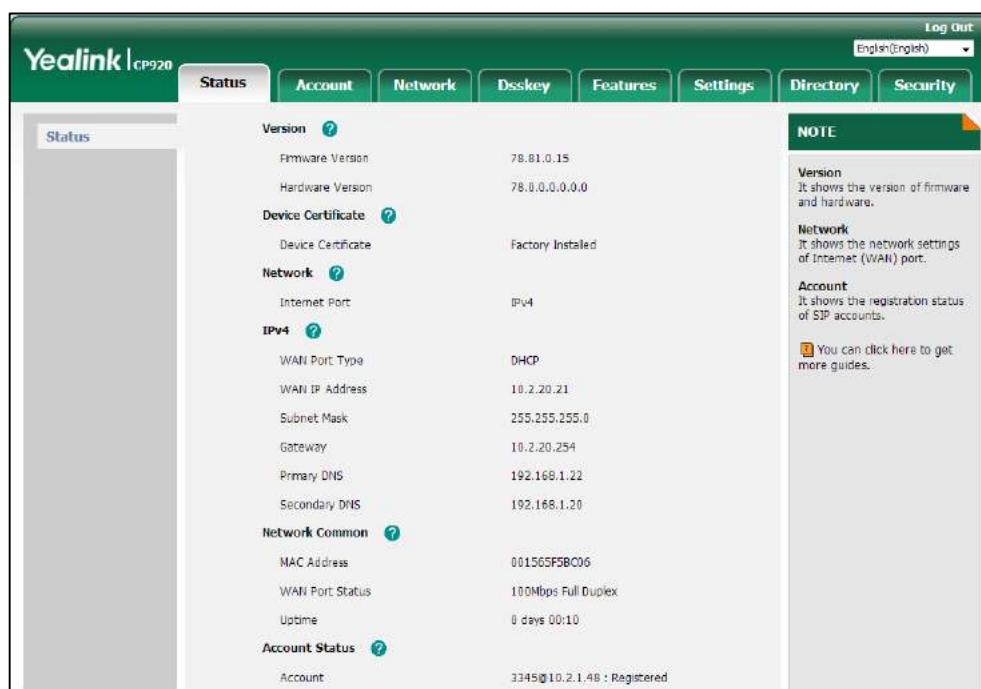 Log Out
Yealink CP920
English(English)
Status Account Network Dsskey Features Settings Directory Security
Status
Version
Firmware Version 78.81.0.15
Hardware Version 78.0.0.0.0.0.0
Device Certificate
Device Certificate Factory Installed
Network
Internet Port IPv4
IPv4
WAN Port Type DHCP
WAN IP Address 10.2.20.21
Subnet Mask 255.255.255.0
Gateway 10.2.20.254
Primary DNS 192.168.1.22
Secondary DNS 192.168.1.20
Network Common
MAC Address 001565F5BC06
WAN Port Status 100Mbps Full Duplex
Uptime 0 days 00:10
Account Status
Account 3345@10.2.1.48 : Registered
NOTE
Version
It shows the version of firmware
and hardware.
Network
It shows the network settings
of Internet (WAN) port.
Account
It shows the registration status
of SIP accounts.
You can click here to get
more guides.